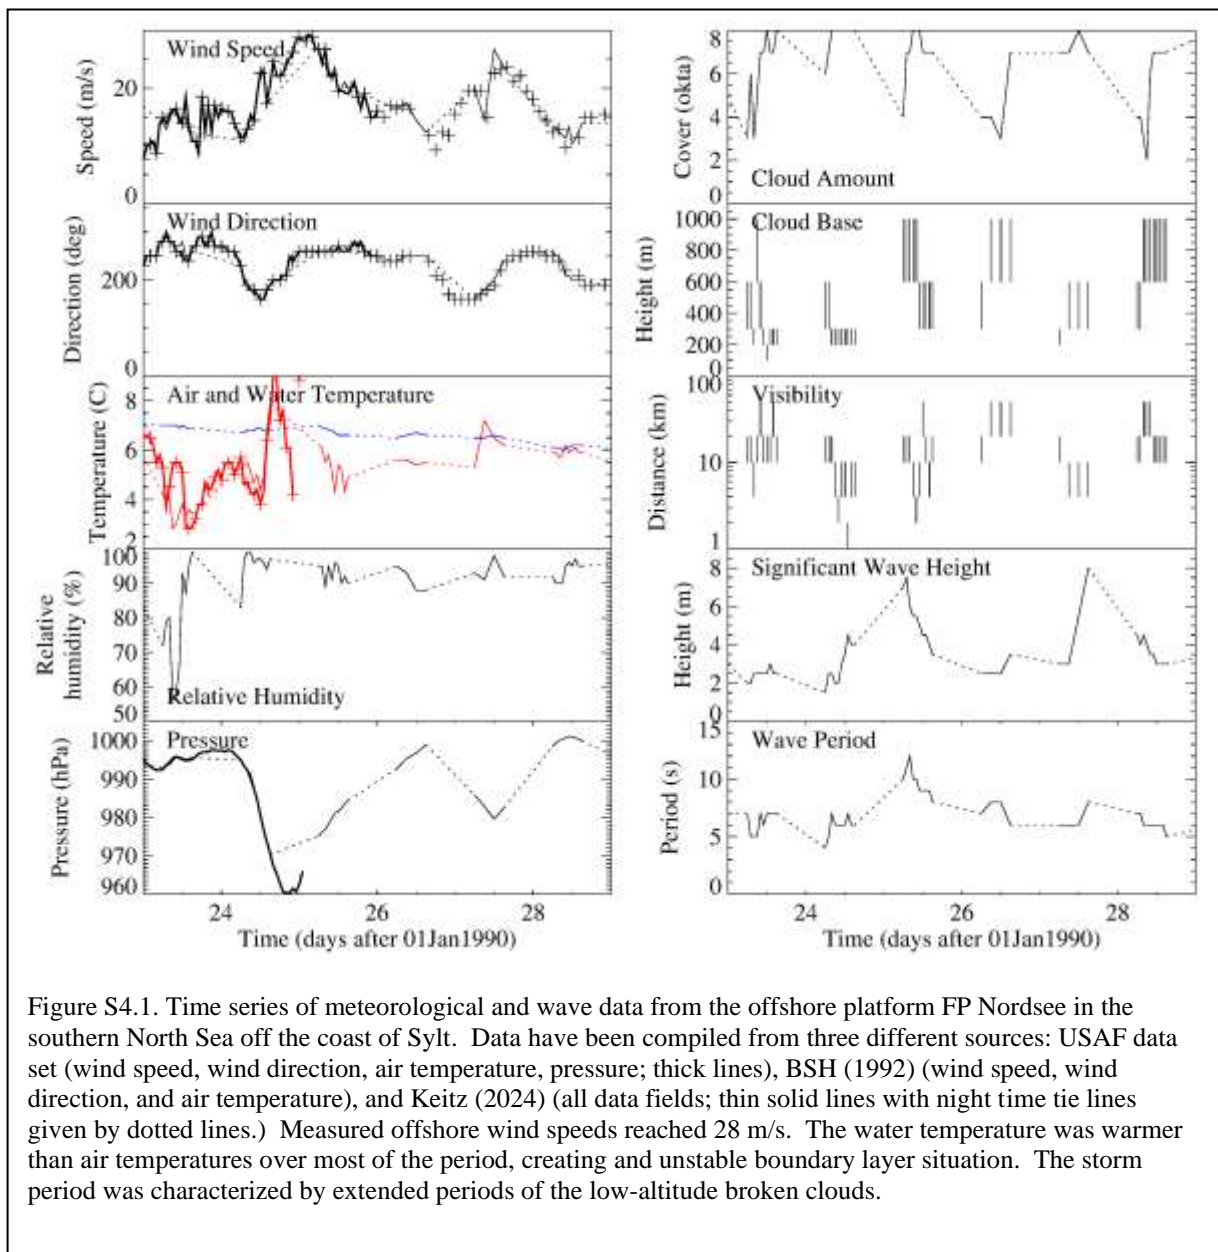 Wind Speed
Speed (m/s)
20
0
Wind Direction
Direction (deg)
200
0
Air and Water Temperature
Temperature (C)
8
6
4
2
Relative Humidity
Relative
humidity (%)
100
90
80
70
60
50
Pressure
Pressure (hPa)
1000
990
980
970
960
24
26
28
Time (days after 01Jan1990)
Cloud Amount
Cover (okta)
8
6
4
2
0
Cloud Base
Height (m)
1000
800
600
400
200
0
Visibility
Distance (km)
100
10
1
Significant Wave Height
Height (m)
8
6
4
2
0
Wave Period
Period (s)
15
10
5
0
24
26
28
Time (days after 01Jan1990)
Figure S4.1. Time series of meteorological and wave data from the offshore platform FP Nordsee in the
southern North Sea off the coast of Sylt. Data have been compiled from three different sources: USAF data
set (wind speed, wind direction, air temperature, pressure; thick lines), BSH (1992) (wind speed, wind
direction, and air temperature), and Keitz (2024) (all data fields; thin solid lines with night time tie lines
given by dotted lines.) Measured offshore wind speeds reached 28 m/s. The water temperature was warmer
than air temperatures over most of the period, creating and unstable boundary layer situation. The storm
period was characterized by extended periods of the low-altitude broken clouds.